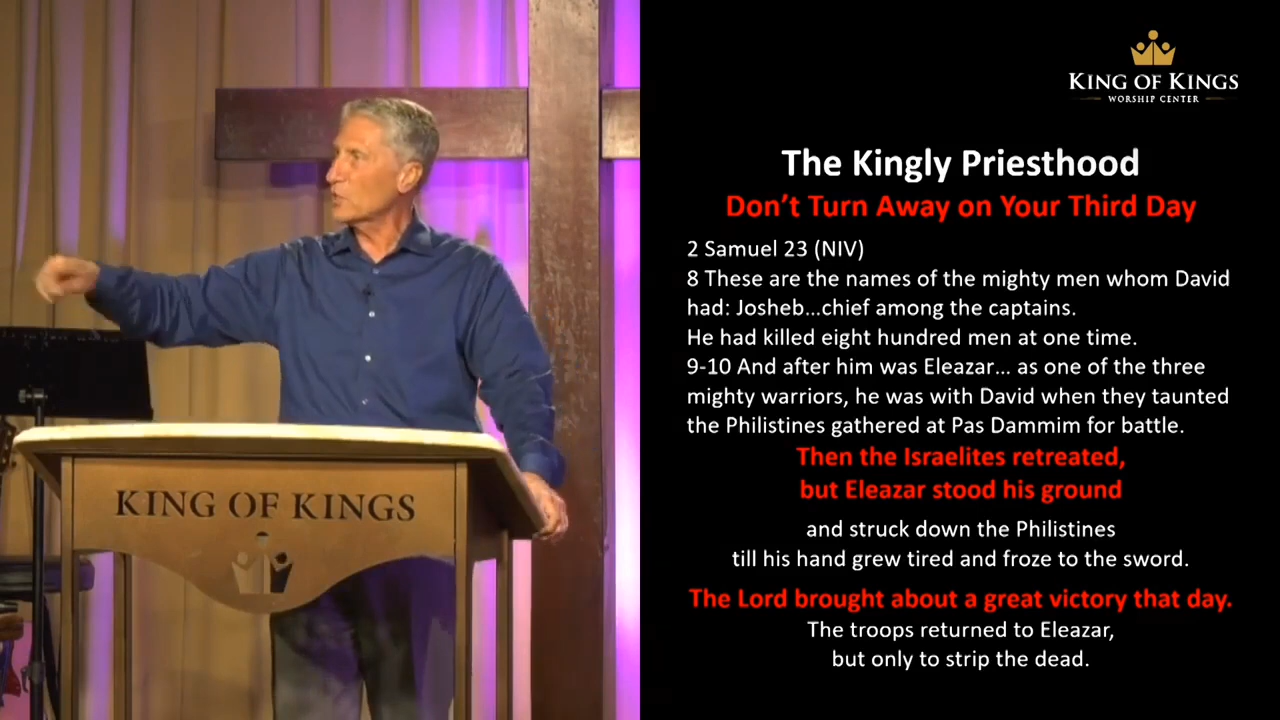 KING OF KINGS
KING OF KINGS
WORSHIP CENTER
The Kingly Priesthood
Don’t Turn Away on Your Third Day
2 Samuel 23 (NIV)
8 These are the names of the mighty men whom David
had: Josheb...chief among the captains.
He had killed eight hundred men at one time.
9-10 And after him was Eleazar... as one of the three
mighty warriors, he was with David when they taunted
the Philistines gathered at Pas Dammim for battle.
Then the Israelites retreated,
but Eleazar stood his ground
and struck down the Philistines
till his hand grew tired and froze to the sword.
The Lord brought about a great victory that day.
The troops returned to Eleazar,
but only to strip the dead.